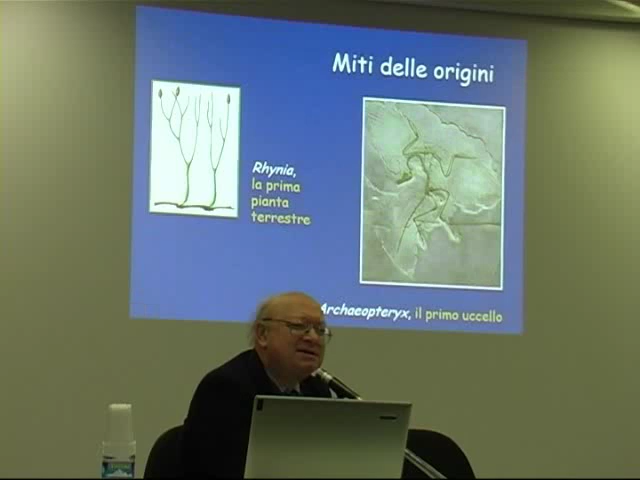 Miti delle origini
Rhynia,
la prima
pianta
terrestre
Archaeopteryx, il primo uccello